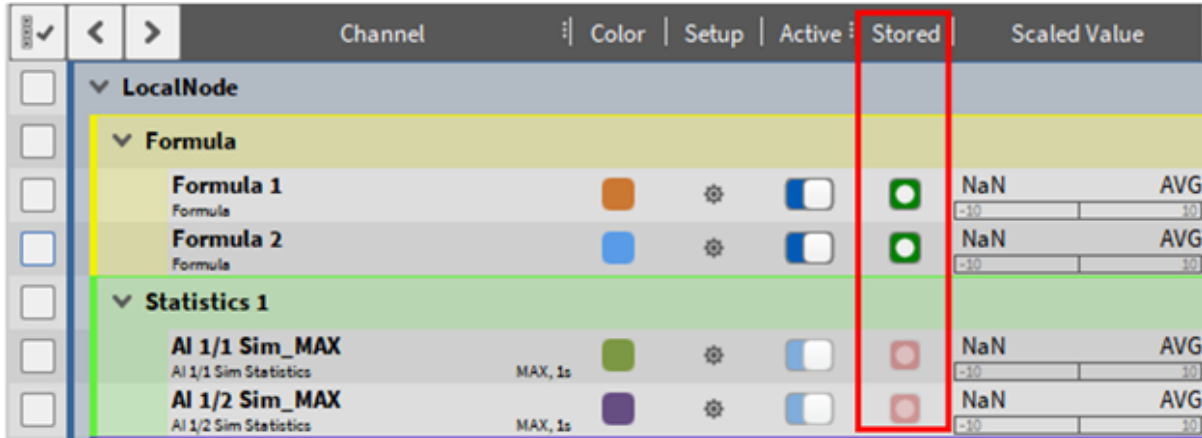 Channel Color Setup Active Stored Scaled Value
LocalNode
Formula
Formula 1 NaN AVG
Formula -10 10
Formula 2 NaN AVG
Formula -10 10
Statistics 1
AI 1/1 Sim_MAX NaN AVG
AI 1/1 Sim Statistics MAX, 1s -10 10
AI 1/2 Sim_MAX NaN AVG
AI 1/2 Sim Statistics MAX, 1s -10 10